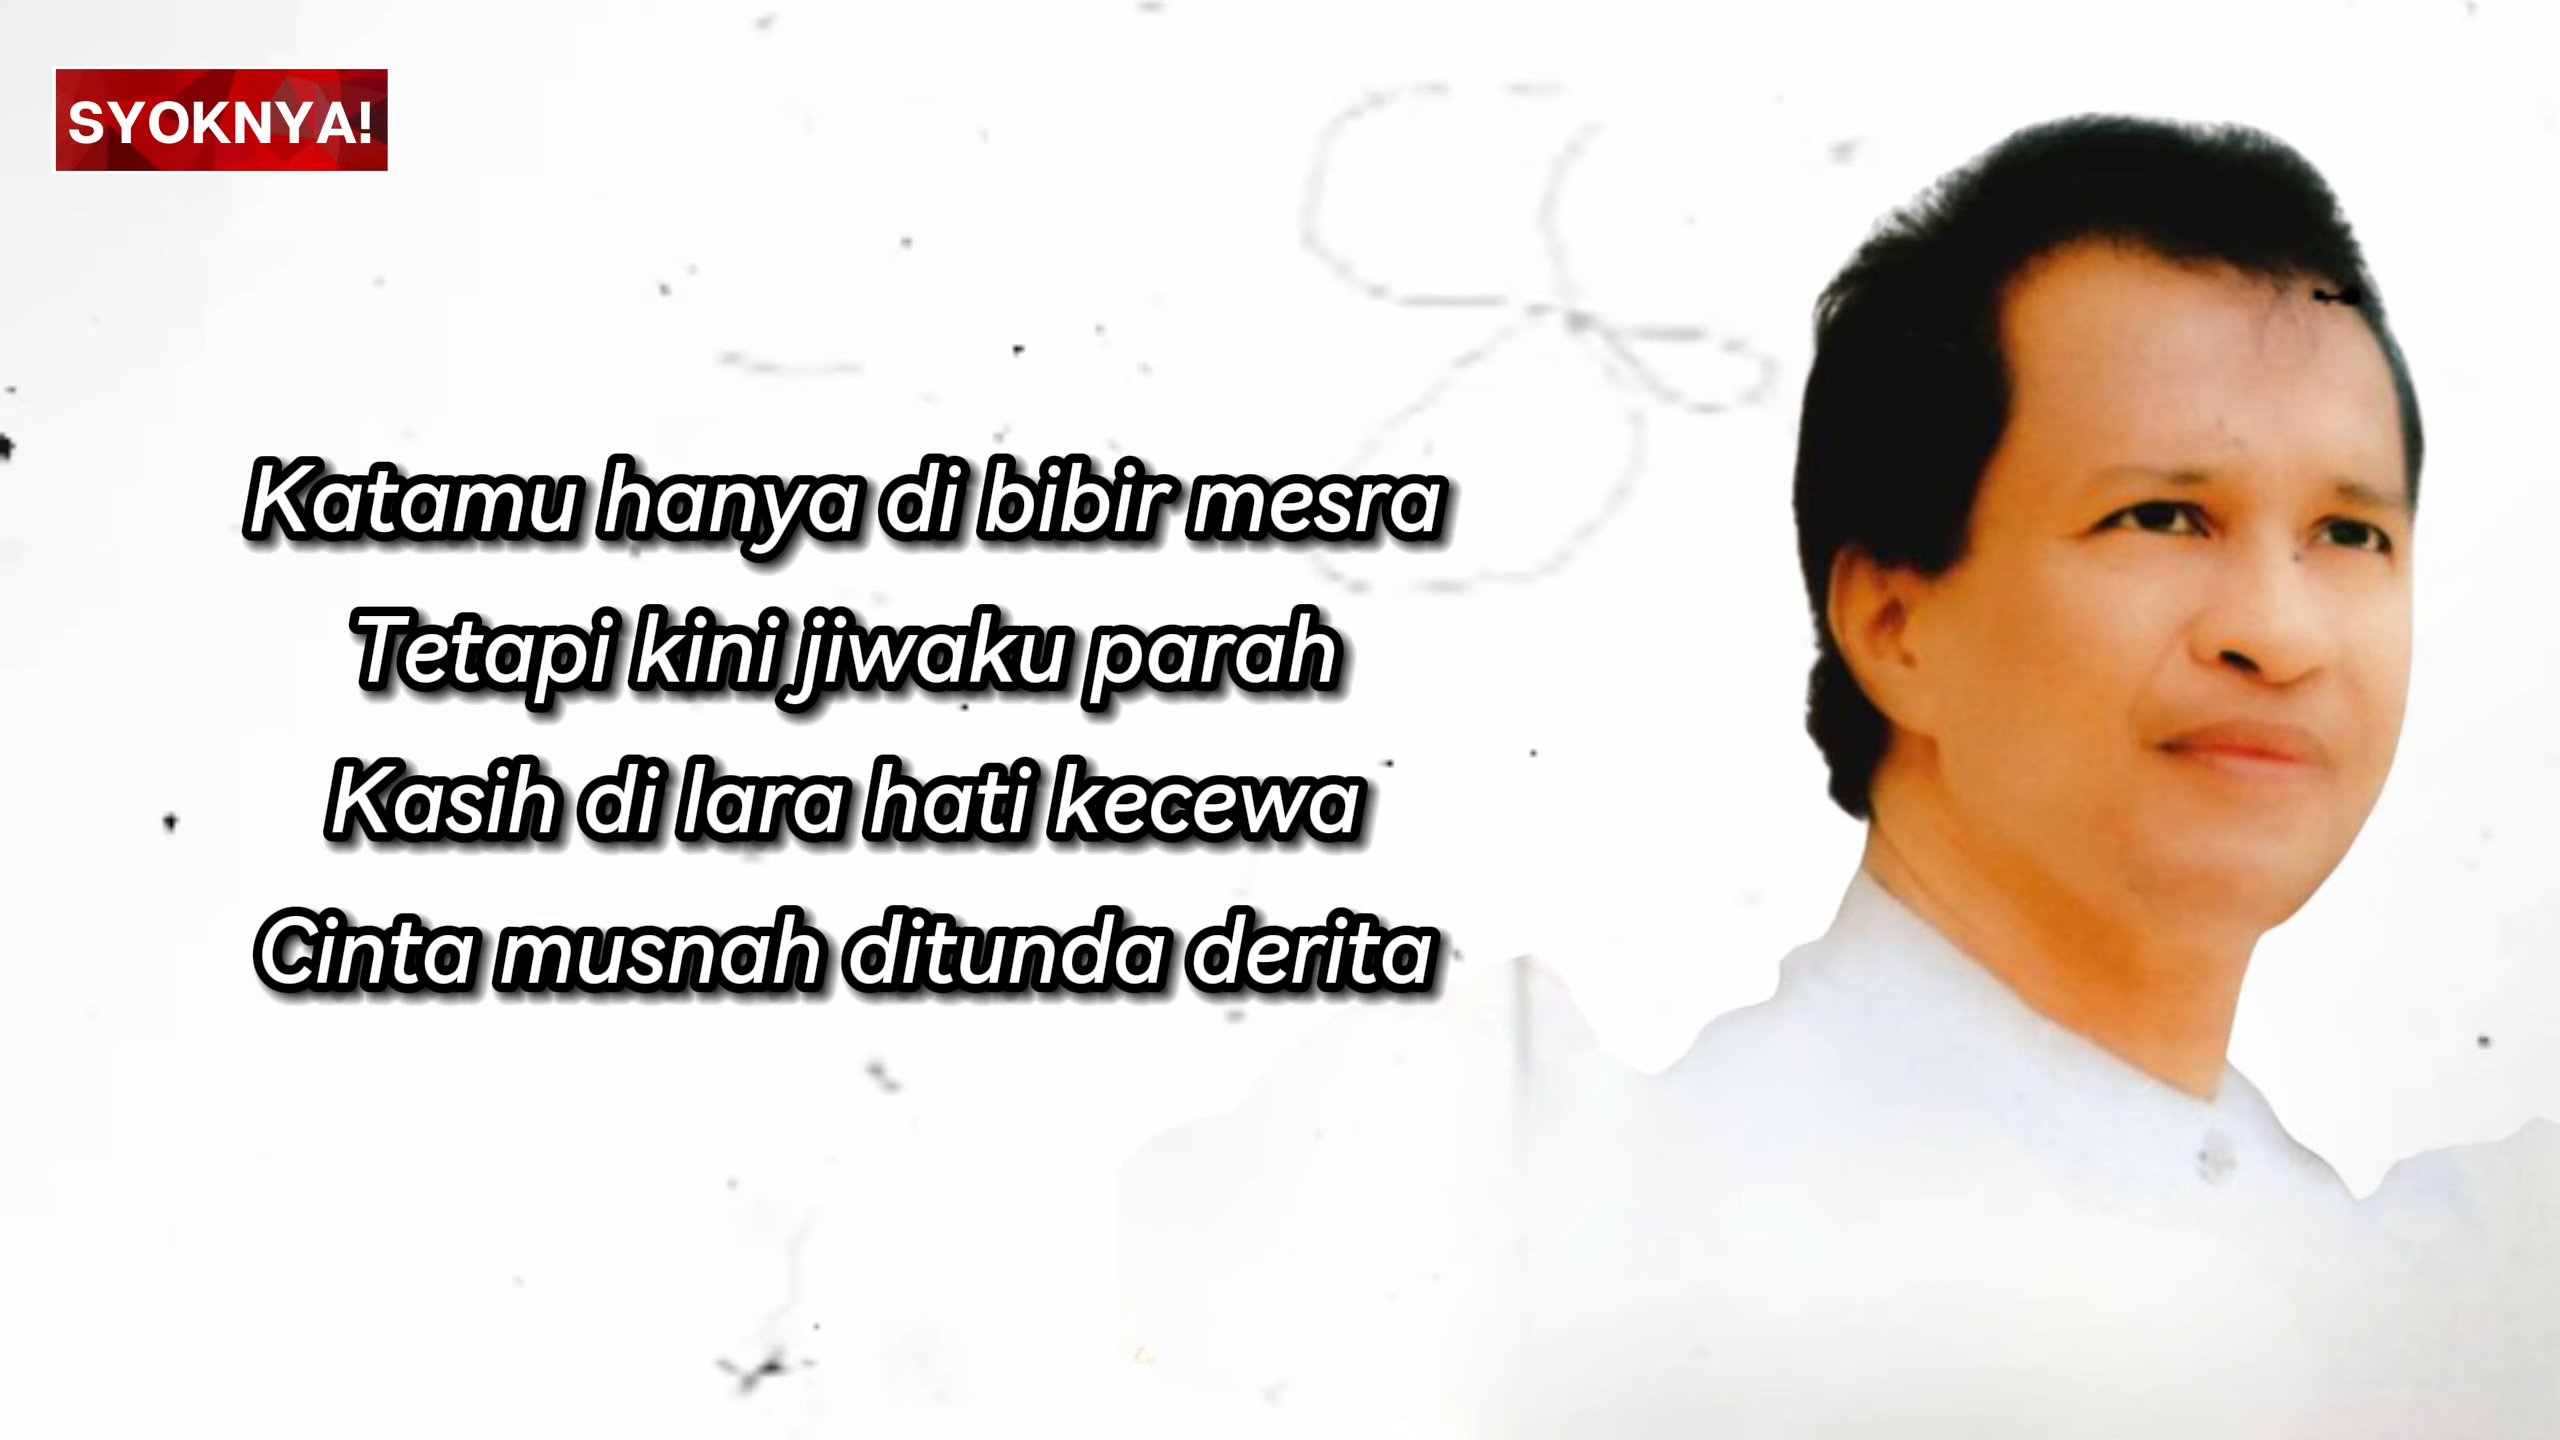 SYOKNYA!
Katamu hanya di bibir mesra
Tetapi kini jiwaku parah
Kasih di lara hati kecewa
Cinta musnah ditunda derita